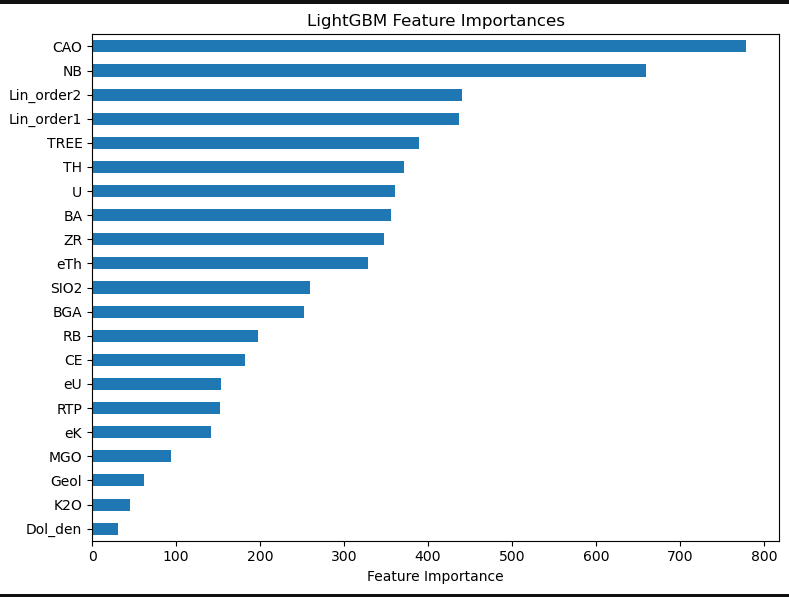 LightGBM Feature Importances
CAO
NB
Lin_order2
Lin_order1
TREE
TH
U
BA
ZR
eTh
SIO2
BGA
RB
CE
eU
RTP
eK
MGO
Geol
K2O
Dol_den
0 100 200 300 400 500 600 700 800
Feature Importance